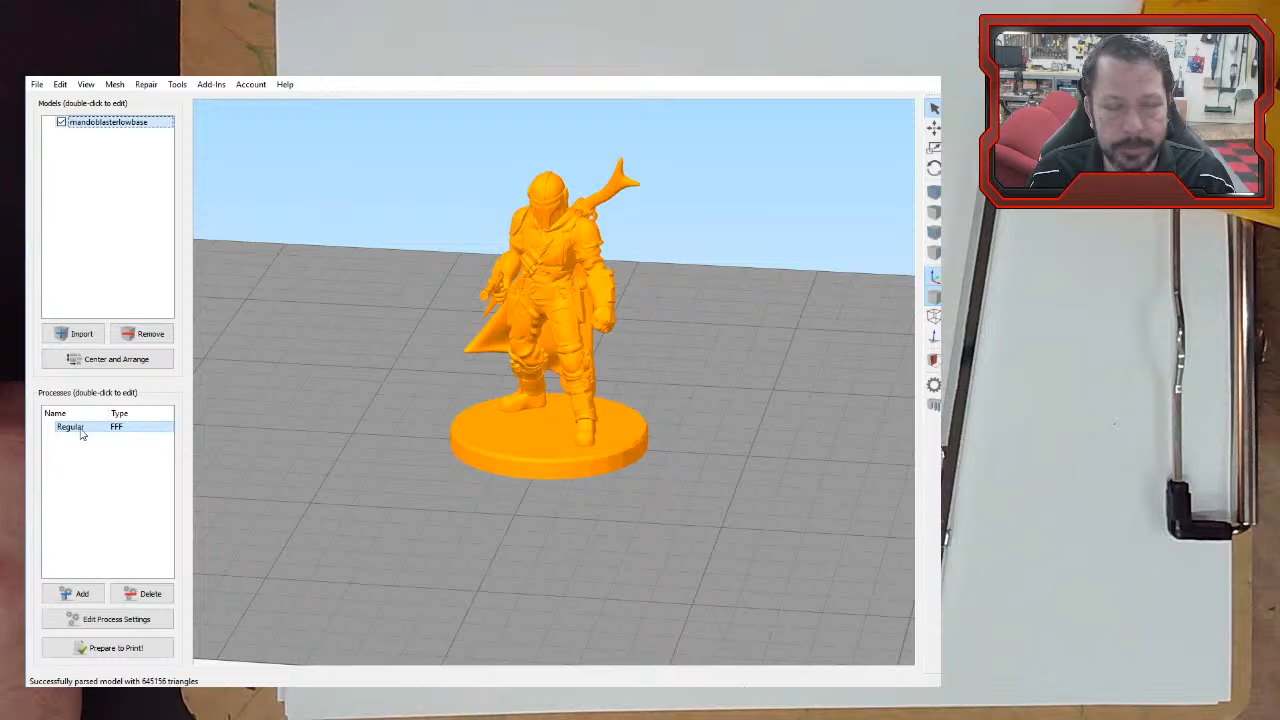 File Edit View Mesh Repair Tools Add-Ins Account Help
Models (double-click to edit)
mandoblasterlowbase
Import Remove
Center and Arrange
Processes (double-click to edit)
Name Type
Regular FFF
Add Delete
Edit Process Settings
Prepare to Print!
Successfully parsed model with 645156 triangles